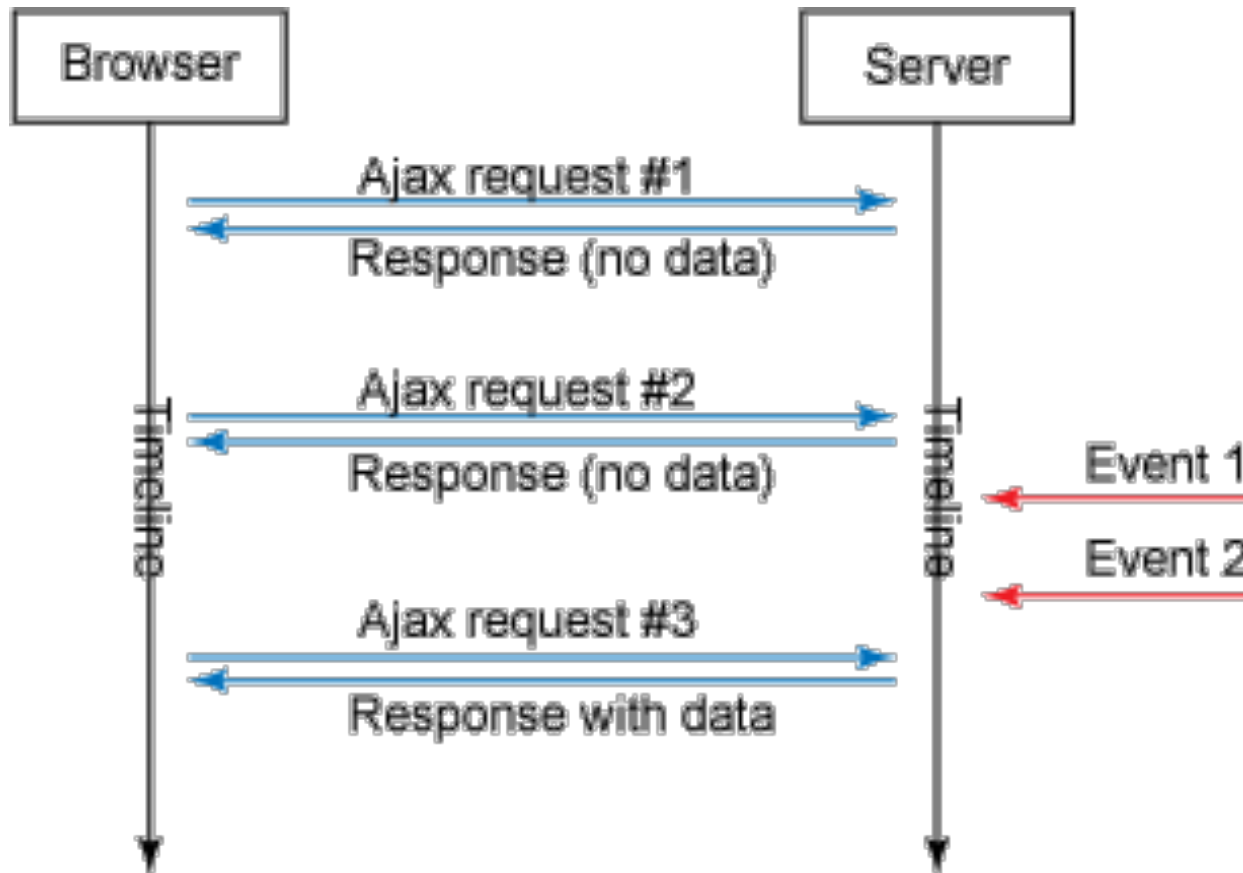 Browser
Server
Ajax request #1
Response (no data)
Ajax request #2
Response (no data)
Timeline
Timeline
Event 1
Event 2
Ajax request #3
Response with data